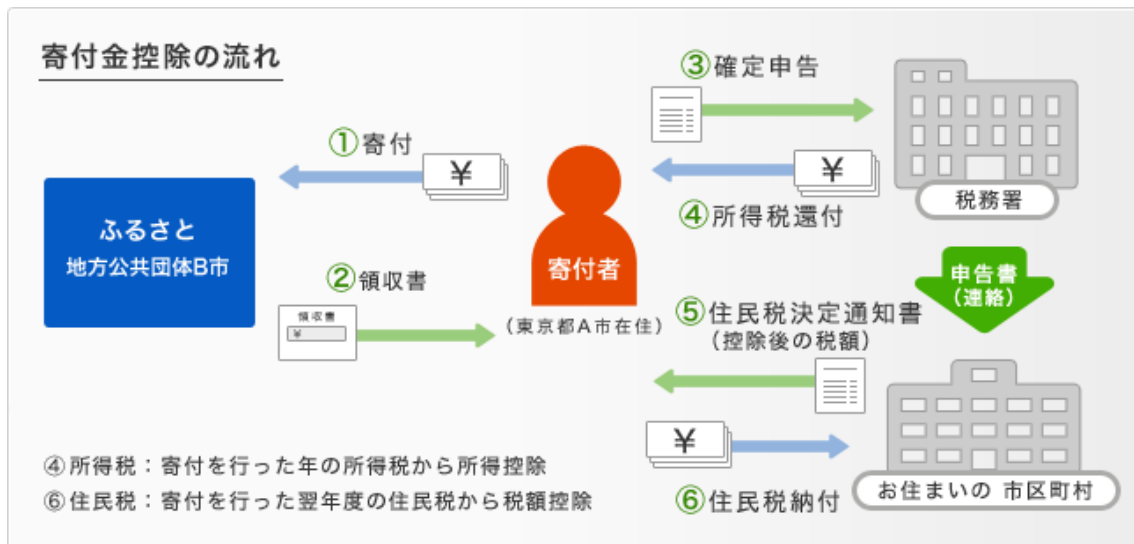 寄付金控除の流れ
①寄付
¥
ふるさと
地方公共団体B市
②領収書
領収書
¥
寄付者
(東京都A市在住)
③確定申告
¥
④所得税還付
税務署
申告書
(連絡)
⑤住民税決定通知書
(控除後の税額)
¥
⑥住民税納付
お住まいの 市区町村
④所得税:寄付を行った年の所得税から所得控除
⑥住民税:寄付を行った翌年度の住民税から税額控除